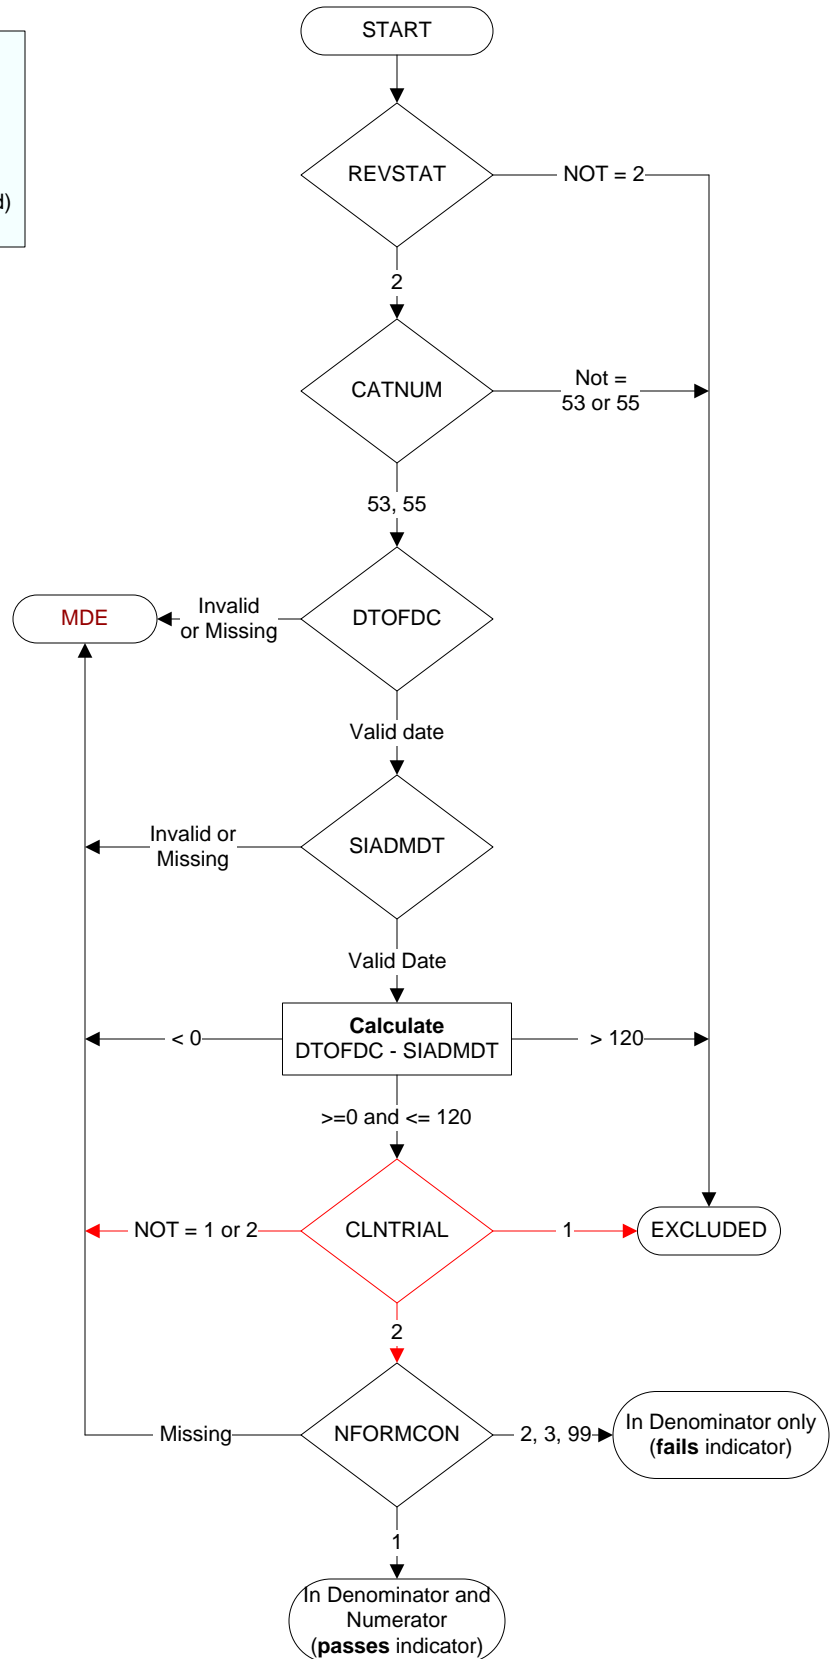 START
d)
REVSTAT
NOT = 2
2
CATNUM
Not =
53 or 55
53, 55
MDE
Invalid
or Missing
DTOFDC
Valid date
Invalid or
Missing
SIADMDT
Valid Date
< 0
Calculate
DTOFDC - SIADMDT
> 120
>=0 and <= 120
NOT = 1 or 2
CLNTRIAL
1
EXCLUDED
2
Missing
NFORMCON
2, 3, 99
In Denominator only
(fails indicator)
1
In Denominator and
Numerator
(passes indicator)